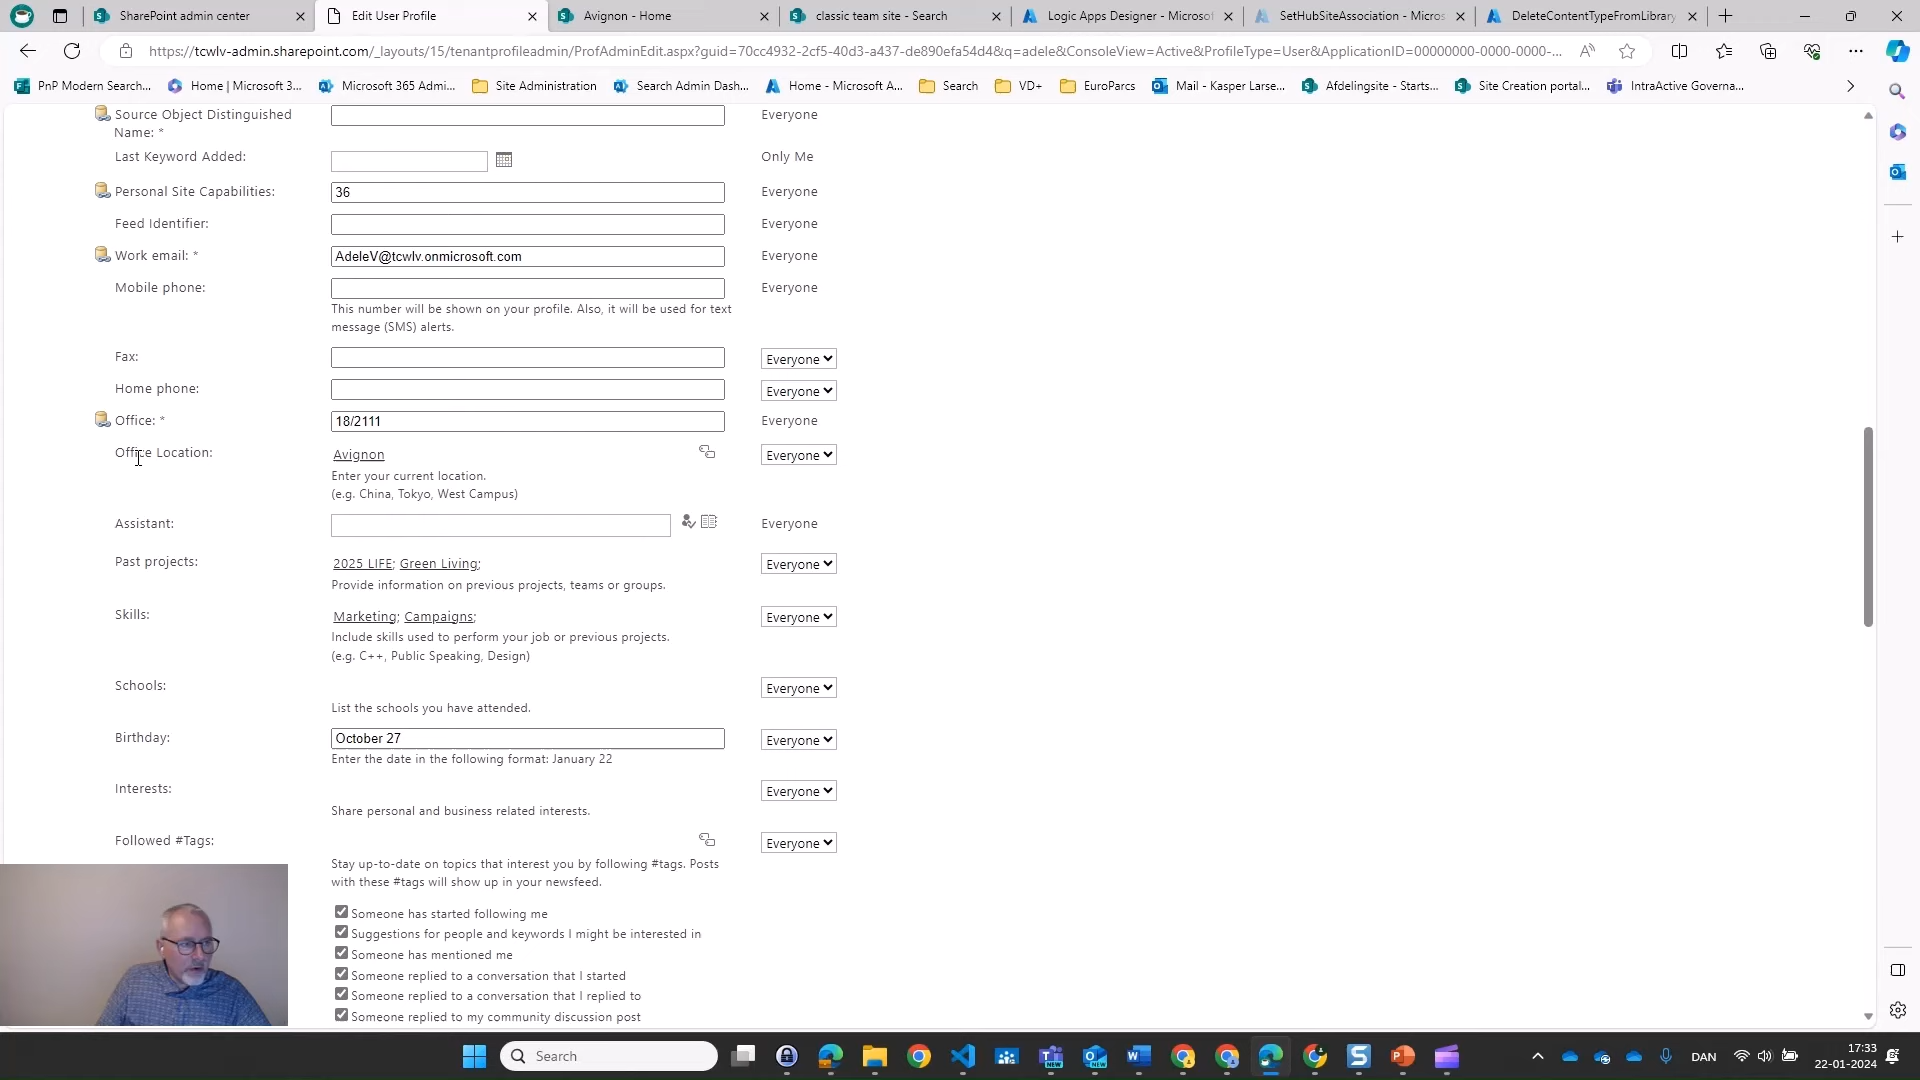 SharePoint admin center
Edit User Profile
Avignon - Home
classic team site - Search
Logic Apps Designer - Microsof
SetHubSiteAssociation - Micros
DeleteContentTypeFromLibrary
https://tcwlv-admin.sharepoint.com/_layouts/15/tenantprofileadmin/ProfAdminEdit.aspx?guid=70cc4932-2cf5-40d3-a437-de890efa54d4&q=adele&ConsoleView=Active&ProfileType=User&ApplicationID=00000000-0000-0000-...
PnP Modern Search...
Home | Microsoft 3...
Microsoft 365 Admi...
Site Administration
Search Admin Dash...
Home - Microsoft A...
Search
VD+
EuroParcs
Mail - Kasper Larse...
Afdelingsite - Starts...
Site Creation portal...
IntraActive Governa...
Source Object Distinguished Everyone
Name: *
Last Keyword Added: Only Me
Personal Site Capabilities: 36 Everyone
Feed Identifier: Everyone
Work email: * AdeleV@tcwlv.onmicrosoft.com Everyone
Mobile phone: Everyone
This number will be shown on your profile. Also, it will be used for text
message (SMS) alerts.
Fax: Everyone
Home phone: Everyone
Office: * 18/2111 Everyone
Office Location: Avignon Everyone
Enter your current location.
(e.g. China, Tokyo, West Campus)
Assistant: Everyone
Past projects: 2025 LIFE; Green Living; Everyone
Provide information on previous projects, teams or groups.
Skills: Marketing; Campaigns; Everyone
Include skills used to perform your job or previous projects.
(e.g. C++, Public Speaking, Design)
Schools: Everyone
List the schools you have attended.
Birthday: October 27 Everyone
Enter the date in the following format: January 22
Interests: Everyone
Share personal and business related interests.
Followed #Tags: Everyone
Stay up-to-date on topics that interest you by following #tags. Posts
with these #tags will show up in your newsfeed.
Someone has started following me
Suggestions for people and keywords I might be interested in
Someone has mentioned me
Someone replied to a conversation that I started
Someone replied to a conversation that I replied to
Someone replied to my community discussion post
Search
DAN
17:33
22-01-2024